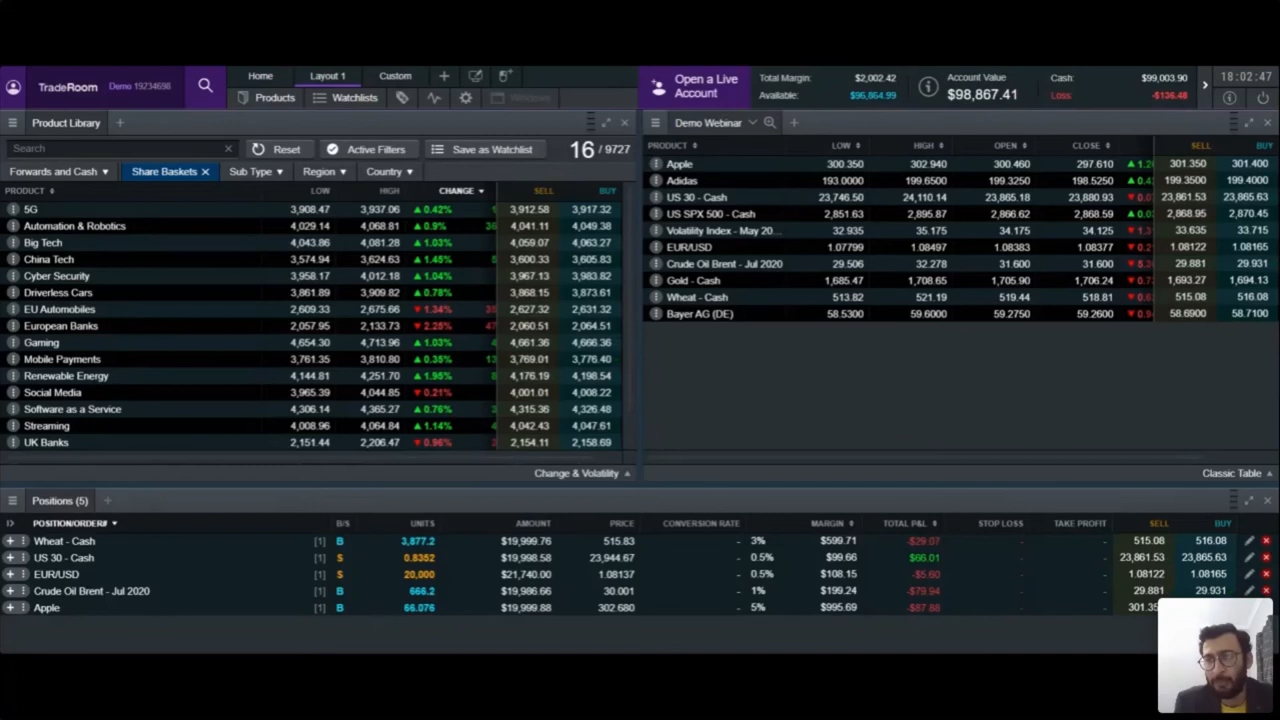 TradeRoom Demo 19234698
Home Layout 1 Custom
Products Watchlists
Open a Live Account
Total Margin: $2,002.42
Available: $96,864.99
Account Value $98,867.41
Cash: $99,003.90
Loss: -$136.48
18:02:47
Product Library
Search Reset Active Filters Save as Watchlist 16 / 9727
Forwards and Cash Share Baskets Sub Type Region Country
PRODUCT LOW HIGH CHANGE SELL BUY
5G 3,908.47 3,937.06 0.42% 3,912.58 3,917.32
Automation & Robotics 4,029.14 4,068.81 0.9% 4,041.11 4,049.38
Big Tech 4,043.86 4,081.28 1.03% 4,059.07 4,063.27
China Tech 3,574.94 3,624.63 1.45% 3,600.33 3,605.83
Cyber Security 3,958.17 4,012.18 1.04% 3,967.13 3,983.82
Driverless Cars 3,861.89 3,909.82 0.78% 3,868.15 3,873.61
EU Automobiles 2,609.33 2,675.66 1.34% 2,627.32 2,631.32
European Banks 2,057.95 2,133.73 2.25% 2,060.51 2,064.51
Gaming 4,654.30 4,713.96 1.03% 4,661.36 4,666.36
Mobile Payments 3,761.35 3,810.80 0.35% 3,769.01 3,776.40
Renewable Energy 4,144.81 4,251.70 1.95% 4,176.19 4,198.54
Social Media 3,965.39 4,044.85 0.21% 4,001.01 4,008.22
Software as a Service 4,306.14 4,365.27 0.76% 4,315.36 4,326.48
Streaming 4,008.96 4,064.84 1.14% 4,042.43 4,047.61
UK Banks 2,151.44 2,206.47 0.96% 2,154.11 2,158.69
Change & Volatility
Demo Webinar
PRODUCT LOW HIGH OPEN CLOSE SELL BUY
Apple 300.350 302.940 300.460 297.610 301.350 301.400
Adidas 193.0000 199.6500 199.3250 198.5250 199.3500 199.4000
US 30 - Cash 23,746.50 24,110.14 23,865.18 23,880.93 23,861.53 23,865.63
US SPX 500 - Cash 2,851.63 2,895.87 2,866.62 2,868.59 2,868.95 2,870.45
Volatility Index - May 20... 32.935 35.175 34.175 34.125 33.635 33.715
EUR/USD 1.07799 1.08497 1.08383 1.08377 1.08122 1.08165
Crude Oil Brent - Jul 2020 29.506 32.278 31.600 31.600 29.881 29.931
Gold - Cash 1,685.47 1,708.65 1,705.90 1,706.24 1,693.27 1,694.13
Wheat - Cash 513.82 521.19 519.44 518.81 515.08 516.08
Bayer AG (DE) 58.5300 59.6000 59.2750 59.2600 58.6900 58.7100
Classic Table
Positions (5)
POSITION/ORDER# B/S UNITS AMOUNT PRICE CONVERSION RATE MARGIN TOTAL P&L STOP LOSS TAKE PROFIT SELL BUY
Wheat - Cash [1] B 3,877.2 $19,999.76 515.83 - 3% $599.71 -$29.07 - - 515.08 516.08
US 30 - Cash [1] S 0.8352 $19,998.58 23,944.67 - 0.5% $99.66 $66.01 - - 23,861.53 23,865.63
EUR/USD [1] S 20,000 $21,740.00 1.08137 - 0.5% $108.15 -$5.60 - - 1.08122 1.08165
Crude Oil Brent - Jul 2020 [1] B 666.2 $19,986.66 30.001 - 1% $199.24 -$79.94 - - 29.881 29.931
Apple [1] B 66.076 $19,999.88 302.680 - 5% $995.69 -$87.88 - - 301.35